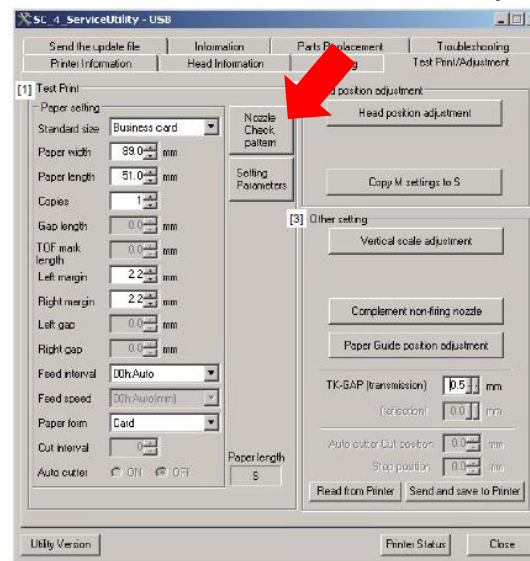 SC_4_ServiceUtility - USB
Send the update file
Information
Parts Replacement
Troubleshooting
Printer Information
Head Information
Test Print/Adjustment
[1] Test Print
position adjustment
Paper setting
Standard size Business card
Nozzle Check pattern
Head position adjustment
Paper width 89.0 mm
Paper length 51.0 mm
Setting Parameters
Copy M settings to S
Copies 1
Gap length 0.0 mm
[3] Other setting
TOF mark length 0.0 mm
Vertical scale adjustment
Left margin 2.2 mm
Right margin 2.2 mm
Left gap 0.0 mm
Complement non-firing nozzle
Right gap 0.0 mm
Paper Guide position adjustment
Feed interval 00h:Auto
Feed speed 00h:Auto(mm)
TK-GAP (transmission) 0.5 mm
Paper form Card
(reflection) 0.0 mm
Cut interval 0
Paper length
Auto cutter Cut position 0.0 mm
Auto cutter ON OFF
S
Stop position 0.0 mm
Read from Printer
Send and save to Printer
Utility Version
Printer Status
Close